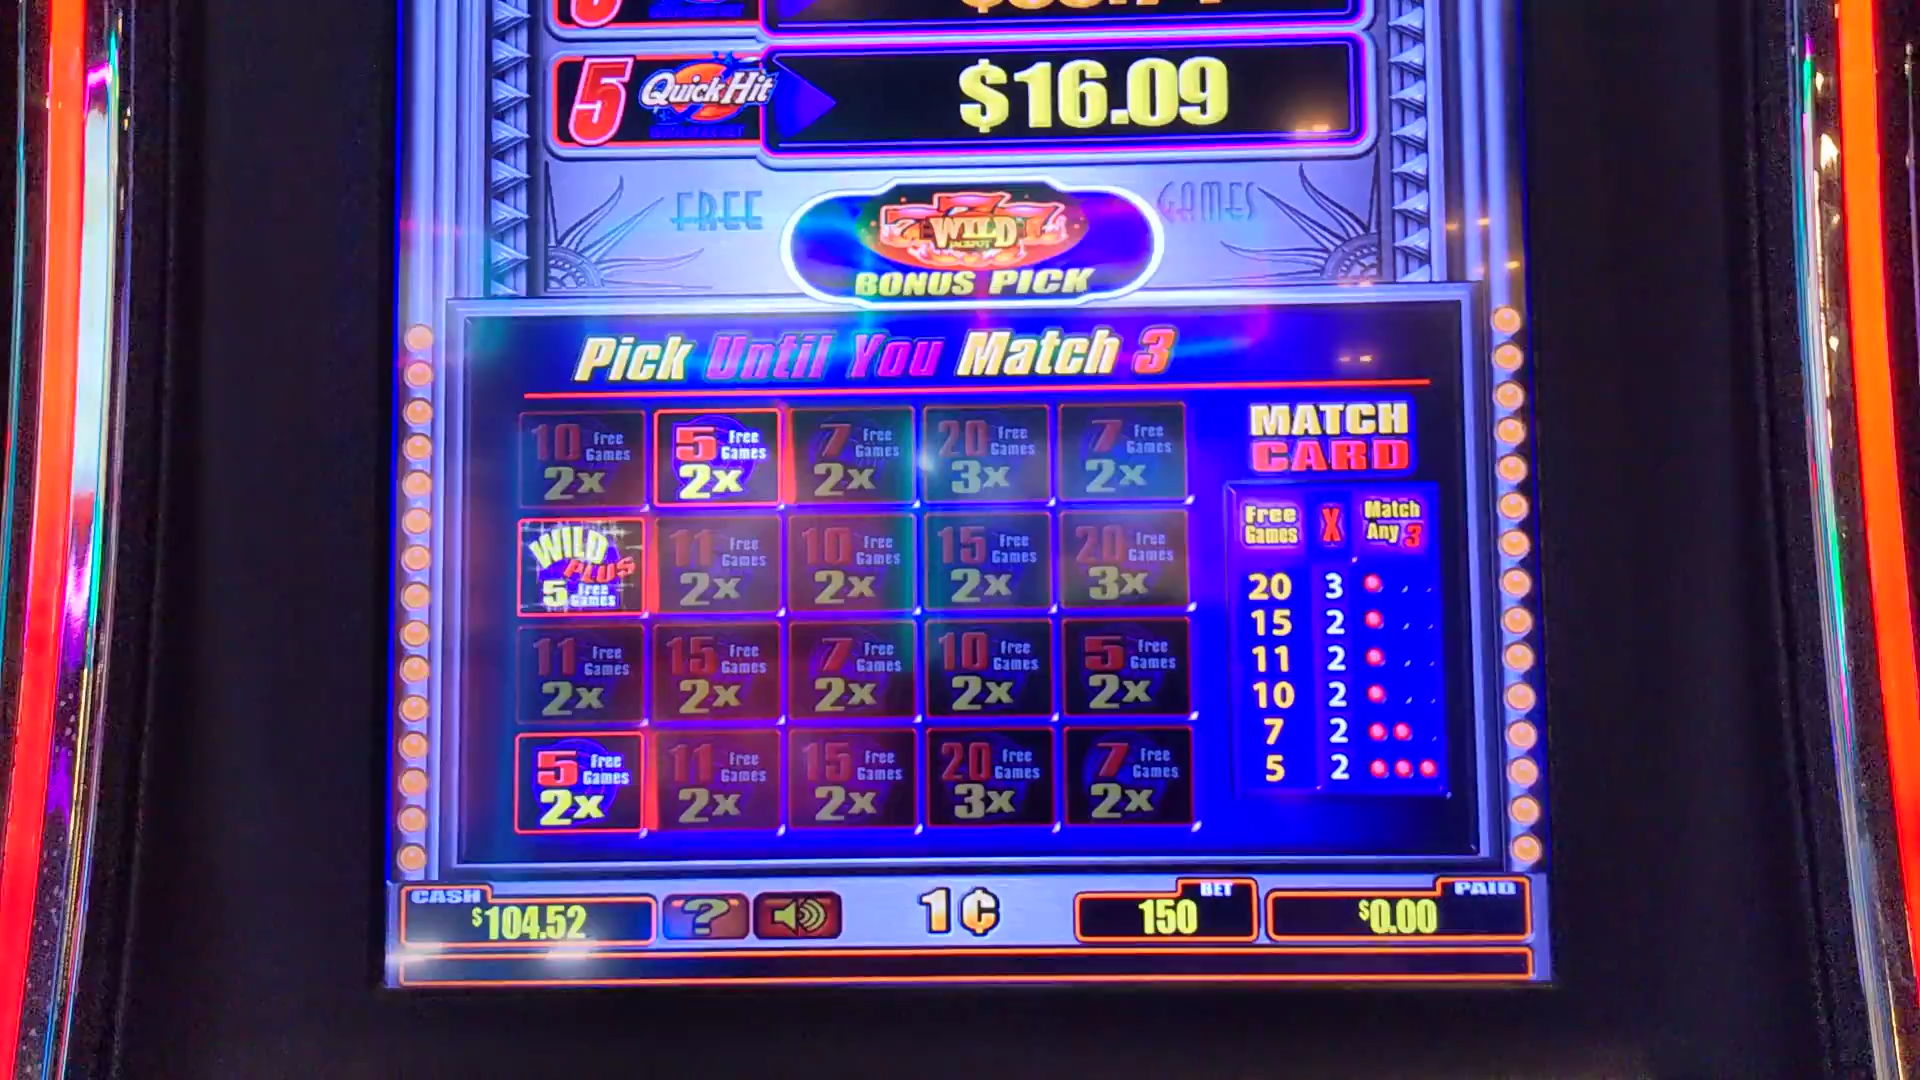 5 Quick Hit $16.09
FREE GAMES
WILD
JACKPOT
BONUS PICK
Pick Until You Match 3
10 Free Games 2x
5 Free Games 2x
7 Free Games 2x
20 Free Games 3x
7 Free Games 2x
WILD PLUS 5 Free Games
11 Free Games 2x
10 Free Games 2x
15 Free Games 2x
20 Free Games 3x
11 Free Games 2x
15 Free Games 2x
7 Free Games 2x
10 Free Games 2x
5 Free Games 2x
5 Free Games 2x
11 Free Games 2x
15 Free Games 2x
20 Free Games 3x
7 Free Games 2x
MATCH
CARD
Free Games X Match Any 3
20 3
15 2
11 2
10 2
7 2
5 2
CASH
$104.52
?
1¢
BET
150
PAID
$0.00